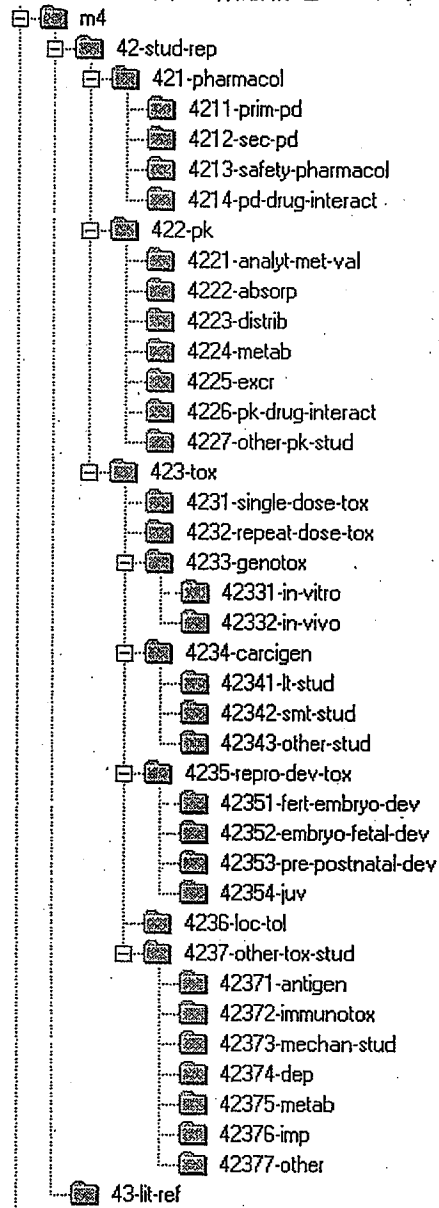 m4
42-stud-rep
421-pharmacol
4211-prim-pd
4212-sec-pd
4213-safety-pharmacol
4214-pd-drug-interact
422-pk
4221-analyt-met-val
4222-absorp
4223-distrib
4224-metab
4225-excr
4226-pk-drug-interact
4227-other-pk-stud
423-tox
4231-single-dose-tox
4232-repeat-dose-tox
4233-genotox
42331-in-vitro
42332-in-vivo
4234-carcigen
42341-lt-stud
42342-smt-stud
42343-other-stud
4235-repro-dev-tox
42351-fert-embryo-dev
42352-embryo-fetal-dev
42353-pre-postnatal-dev
42354-juv
4236-loc-tol
4237-other-tox-stud
42371-antigen
42372-immunotox
42373-mechan-stud
42374-dep
42375-metab
42376-imp
42377-other
43-lit-ref